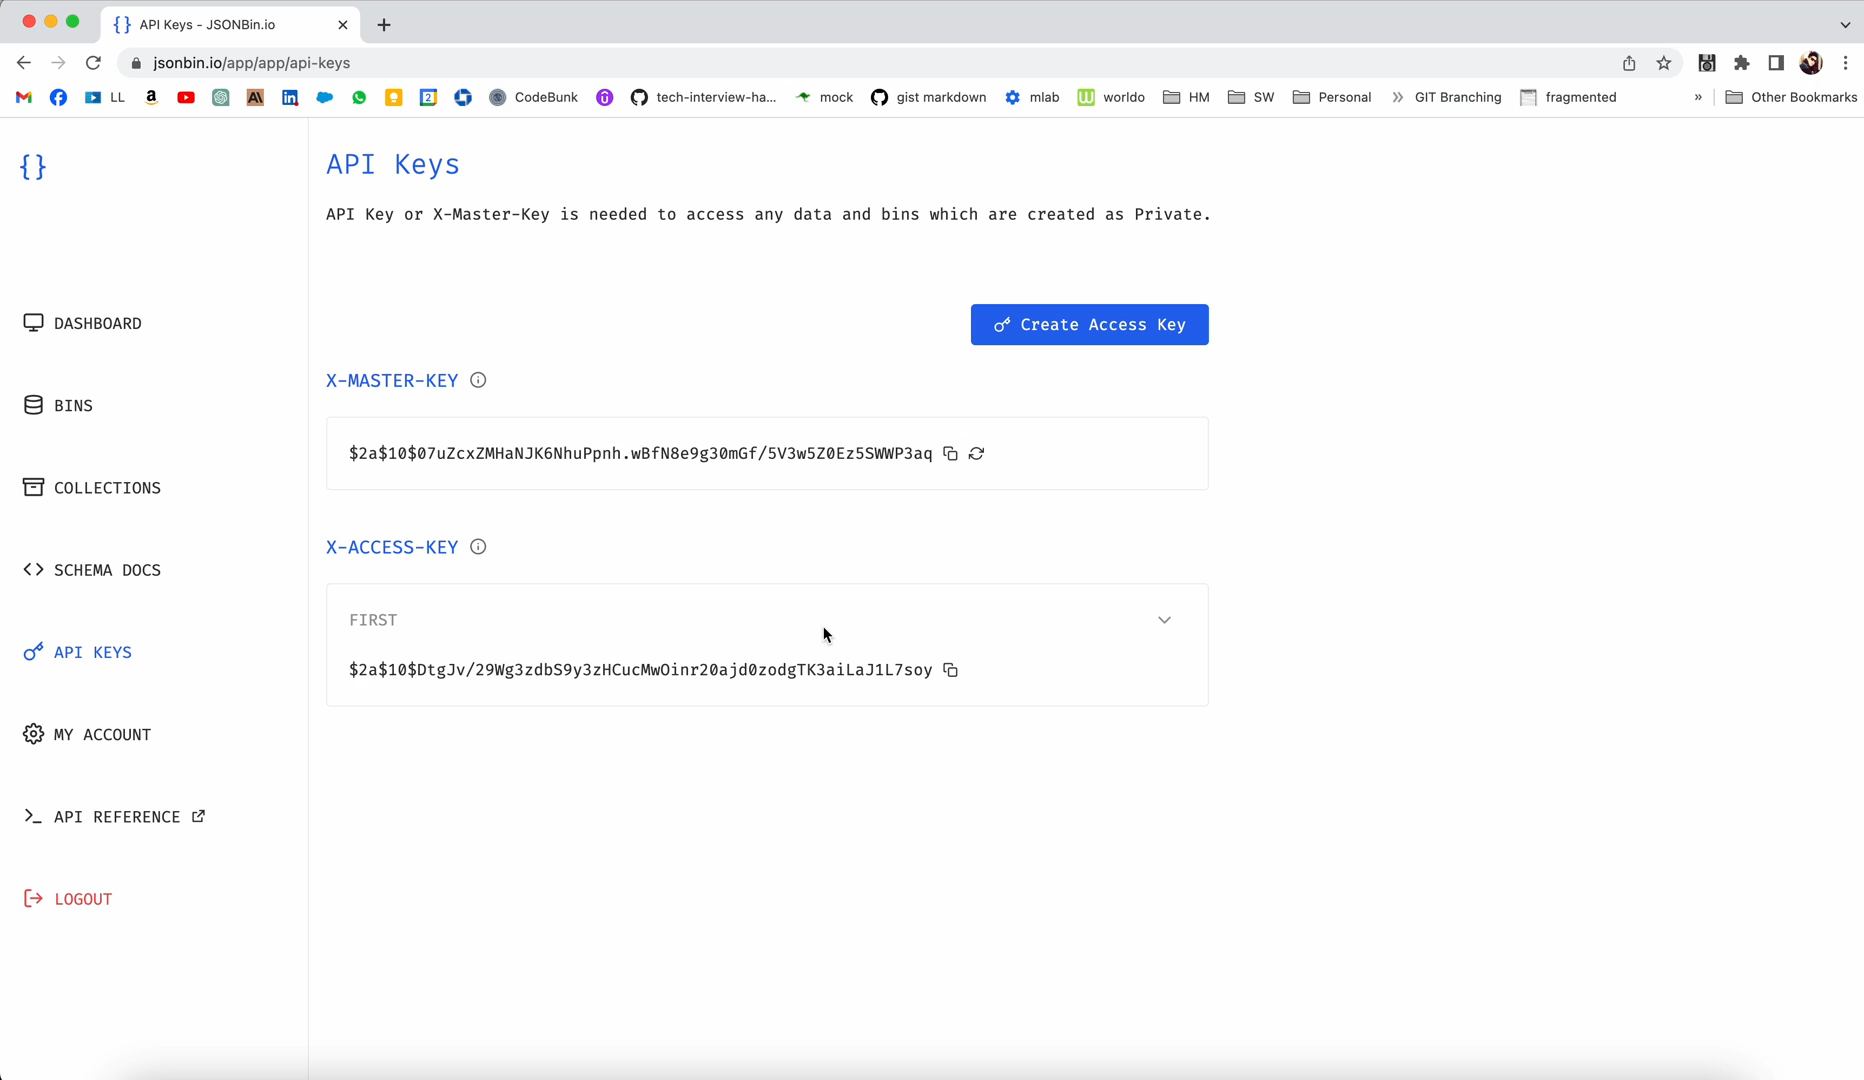 API Keys - JSONBin.io
jsonbin.io/app/app/api-keys
LL
CodeBunk
tech-interview-ha...
mock
gist markdown
mlab
worldo
HM
SW
Personal
GIT Branching
fragmented
»
Other Bookmarks
{}
API Keys
API Key or X-Master-Key is needed to access any data and bins which are created as Private.
Create Access Key
X-MASTER-KEY
$2a$10$07uZcxZMHaNJK6NhuPpnh.wBfN8e9g30mGf/5V3w5Z0Ez5SWWP3aq
X-ACCESS-KEY
FIRST
$2a$10$DtgJv/29Wg3zdbS9y3zHCucMwOinr20ajd0zodgTK3aiLaJ1L7soy
DASHBOARD
BINS
COLLECTIONS
SCHEMA DOCS
API KEYS
MY ACCOUNT
API REFERENCE
LOGOUT